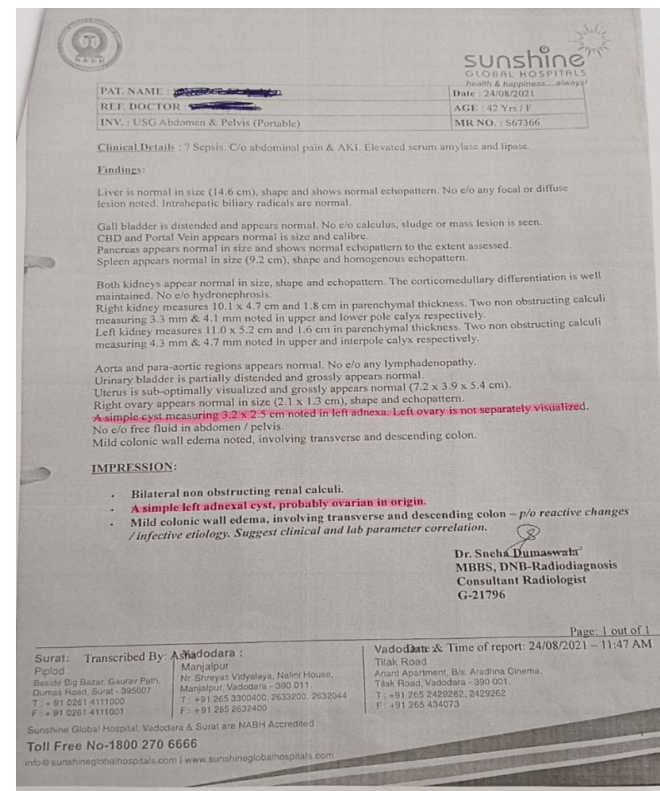 NABH
sunshine
GLOBAL HOSPITALS
health & happiness....always!
PAT. NAME :
Date : 24/08/2021
REF. DOCTOR :
AGE : 42 Yrs / F
INV. : USG Abdomen & Pelvis (Portable)
MR NO. : S67366
Clinical Details : ? Sepsis. C/o abdominal pain & AKI. Elevated serum amylase and lipase.
Findings:
Liver is normal in size (14.6 cm), shape and shows normal echopattern. No e/o any focal or diffuse
lesion noted. Intrahepatic biliary radicals are normal.
Gall bladder is distended and appears normal. No e/o calculus, sludge or mass lesion is seen.
CBD and Portal Vein appears normal is size and calibre.
Pancreas appears normal in size and shows normal echopattern to the extent assessed.
Spleen appears normal in size (9.2 cm), shape and homogenous echopattern.
Both kidneys appear normal in size, shape and echopattern. The corticomedullary differentiation is well
maintained. No e/o hydronephrosis.
Right kidney measures 10.1 x 4.7 cm and 1.8 cm in parenchymal thickness. Two non obstructing calculi
measuring 3.3 mm & 4.1 mm noted in upper and lower pole calyx respectively.
Left kidney measures 11.0 x 5.2 cm and 1.6 cm in parenchymal thickness. Two non obstructing calculi
measuring 4.3 mm & 4.7 mm noted in upper and interpole calyx respectively.
Aorta and para-aortic regions appears normal. No e/o any lymphadenopathy.
Urinary bladder is partially distended and grossly appears normal.
Uterus is sub-optimally visualized and grossly appears normal (7.2 x 3.9 x 5.4 cm).
Right ovary appears normal in size (2.1 x 1.3 cm), shape and echopattern.
A simple cyst measuring 3.2 x 2.5 cm noted in left adnexa. Left ovary is not separately visualized.
No e/o free fluid in abdomen / pelvis.
Mild colonic wall edema noted, involving transverse and descending colon.
IMPRESSION:
• Bilateral non obstructing renal calculi.
• A simple left adnexal cyst, probably ovarian in origin.
• Mild colonic wall edema, involving transverse and descending colon – p/o reactive changes
/ infective etiology. Suggest clinical and lab parameter correlation.
Dr. Sneha Dumaswala
MBBS, DNB-Radiodiagnosis
Consultant Radiologist
G-21796
Page: 1 out of 1
Surat: Transcribed By: Asha Vadodara : Vadodara: Date & Time of report: 24/08/2021 – 11:47 AM
Piplod
Beside Big Bazar, Gaurav Path,
Dumas Road, Surat - 395007
T : + 91 0261 4111000
F : + 91 0261 4111001
Manjalpur
Nr. Shreyas Vidyalaya, Nalini House,
Manjalpur, Vadodara - 390 011.
T : +91 265 3300400, 2633200, 2632044
F : +91 265 2632400
Tilak Road
Anant Apartment, B/s. Aradhna Cinema,
Tilak Road, Vadodara - 390 001.
T : +91 265 2429262, 2429262
F : +91 265 434073
Sunshine Global Hospital, Vadodara & Surat are NABH Accredited
Toll Free No-1800 270 6666
info@sunshineglobalhospitals.com | www.sunshineglobalhospitals.com